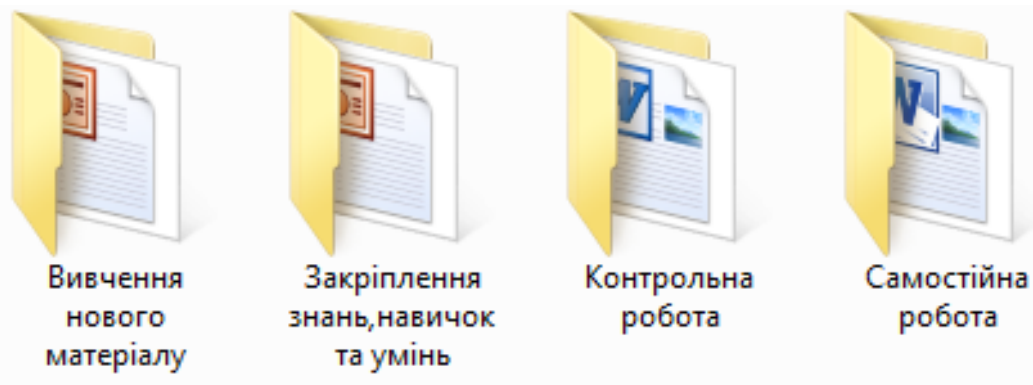 Вивчення
нового
матеріалу
Закріплення
знань,навичок
та умінь
Контрольна
робота
Самостійна
робота